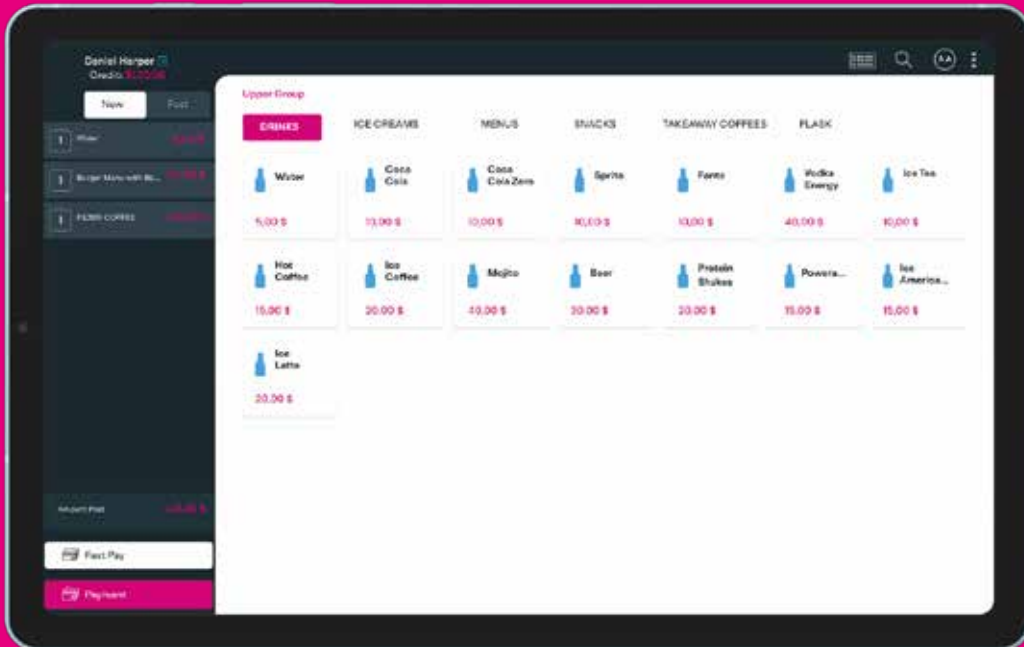 Daniel Harper
Credit:
New Past
1 Water
1 Burger Menu with
1 FILTER COFFEE
Fast Pay
Payment
Upper Group
DRINKS ICE CREAMS MENUS SNACKS TAKEAWAY COFFEES FLASK
Water
5,00 $
Coca
Cola
10,00 $
Coca
Cola Zero
10,00 $
Sprite
10,00 $
Fanta
10,00 $
Vodka
Energy
40,00 $
Ice Tea
10,00 $
Hot
Coffee
15,00 $
Ice
Coffee
20,00 $
Mojito
40,00 $
Beer
Protein
Shakes
20,00 $
Powera...
15,00 $
Ice
America...
15,00 $
Ice
Latte
20,00 $